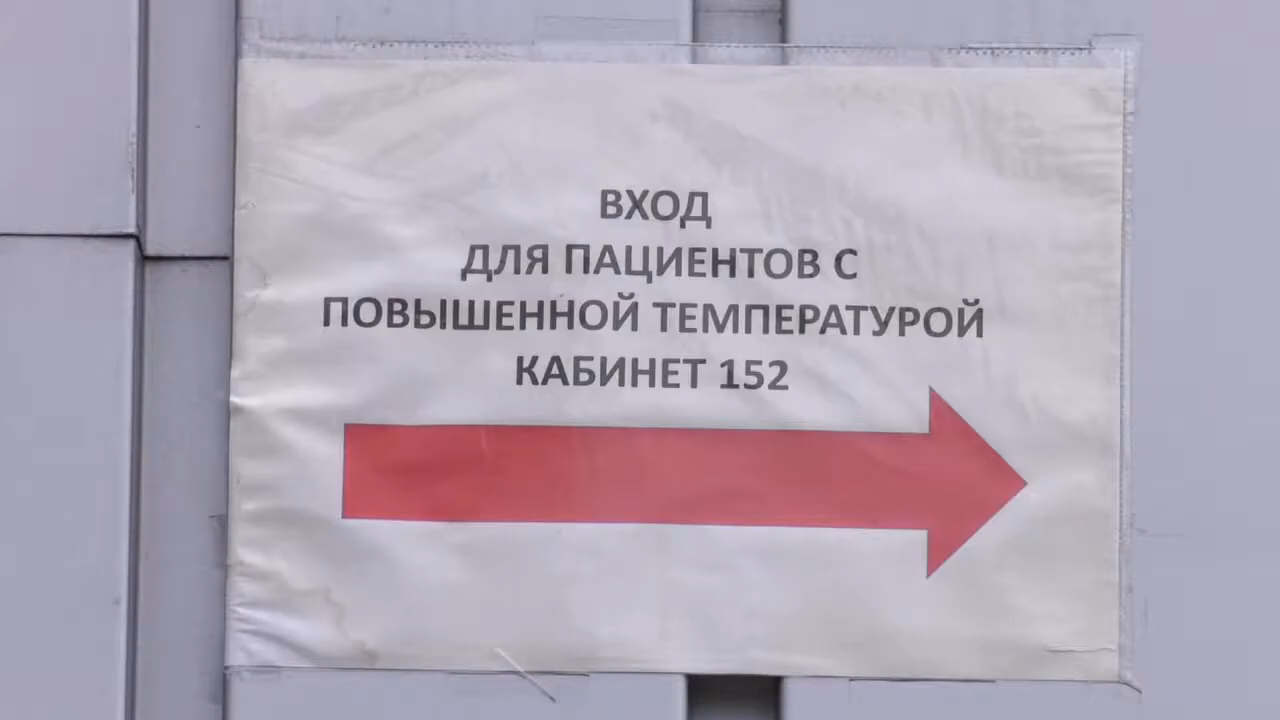 ВХОД
ДЛЯ ПАЦИЕНТОВ С
ПОВЫШЕННОЙ ТЕМПЕРАТУРОЙ
КАБИНЕТ 152